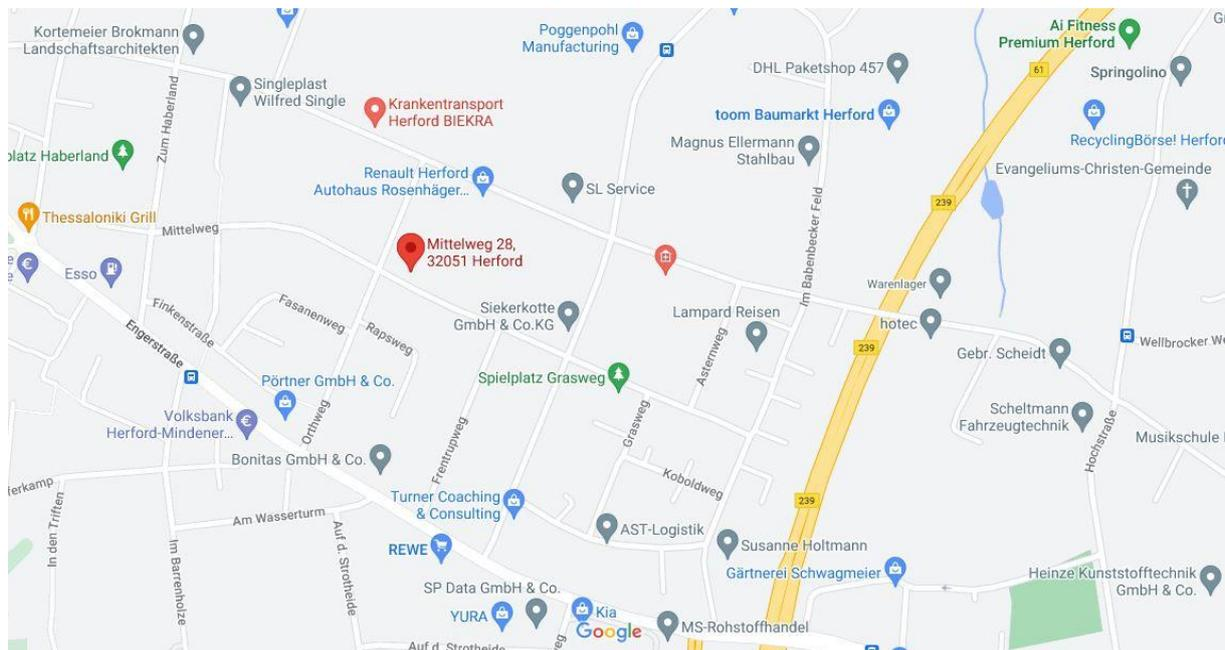 Kortemeier Brokmann
Landschaftsarchitekten
Poggenpohl
Manufacturing
Ai Fitness
Premium Herford
61
DHL Paketshop 457
Springolino
Singleplast
Wilfred Single
Krankentransport
Herford BIEKRA
toom Baumarkt Herford
RecyclingBörse! Herford
Zum Haberland
platz Haberland
Magnus Ellermann
Stahlbau
Evangeliums-Christen-Gemeinde
Renault Herford
Autohaus Rosenhäger...
SL Service
239
Thessaloniki Grill
Mittelweg
Mittelweg 28,
32051 Herford
Im Babenbecker Feld
Esso
Warenlager
Finkenstraße
Fasanenweg
Rapsweg
Siekerkotte
GmbH & Co.KG
Lampard Reisen
hotec
Engerstraße
239
Gebr. Scheidt
Wellbrocker We
Asternweg
Pörtner GmbH & Co.
Spielplatz Grasweg
Volksbank
Herford-Mindener...
Orthweg
Grasweg
Scheltmann
Fahrzeugtechnik
Hochstraße
Musikschule
Bonitas GmbH & Co.
Frentrupweg
Koboldweg
ferkamp
In den Triften
Turner Coaching
& Consulting
239
Am Wasserturm
AST-Logistik
REWE
Susanne Holtmann
Im Barrenholze
Auf d. Strotheide
Gärtnerei Schwagmeier
Heinze Kunststofftechnik
GmbH & Co.
SP Data GmbH & Co.
YURA
Kia
Google
MS-Rohstoffhandel
Auf d. Strotheide